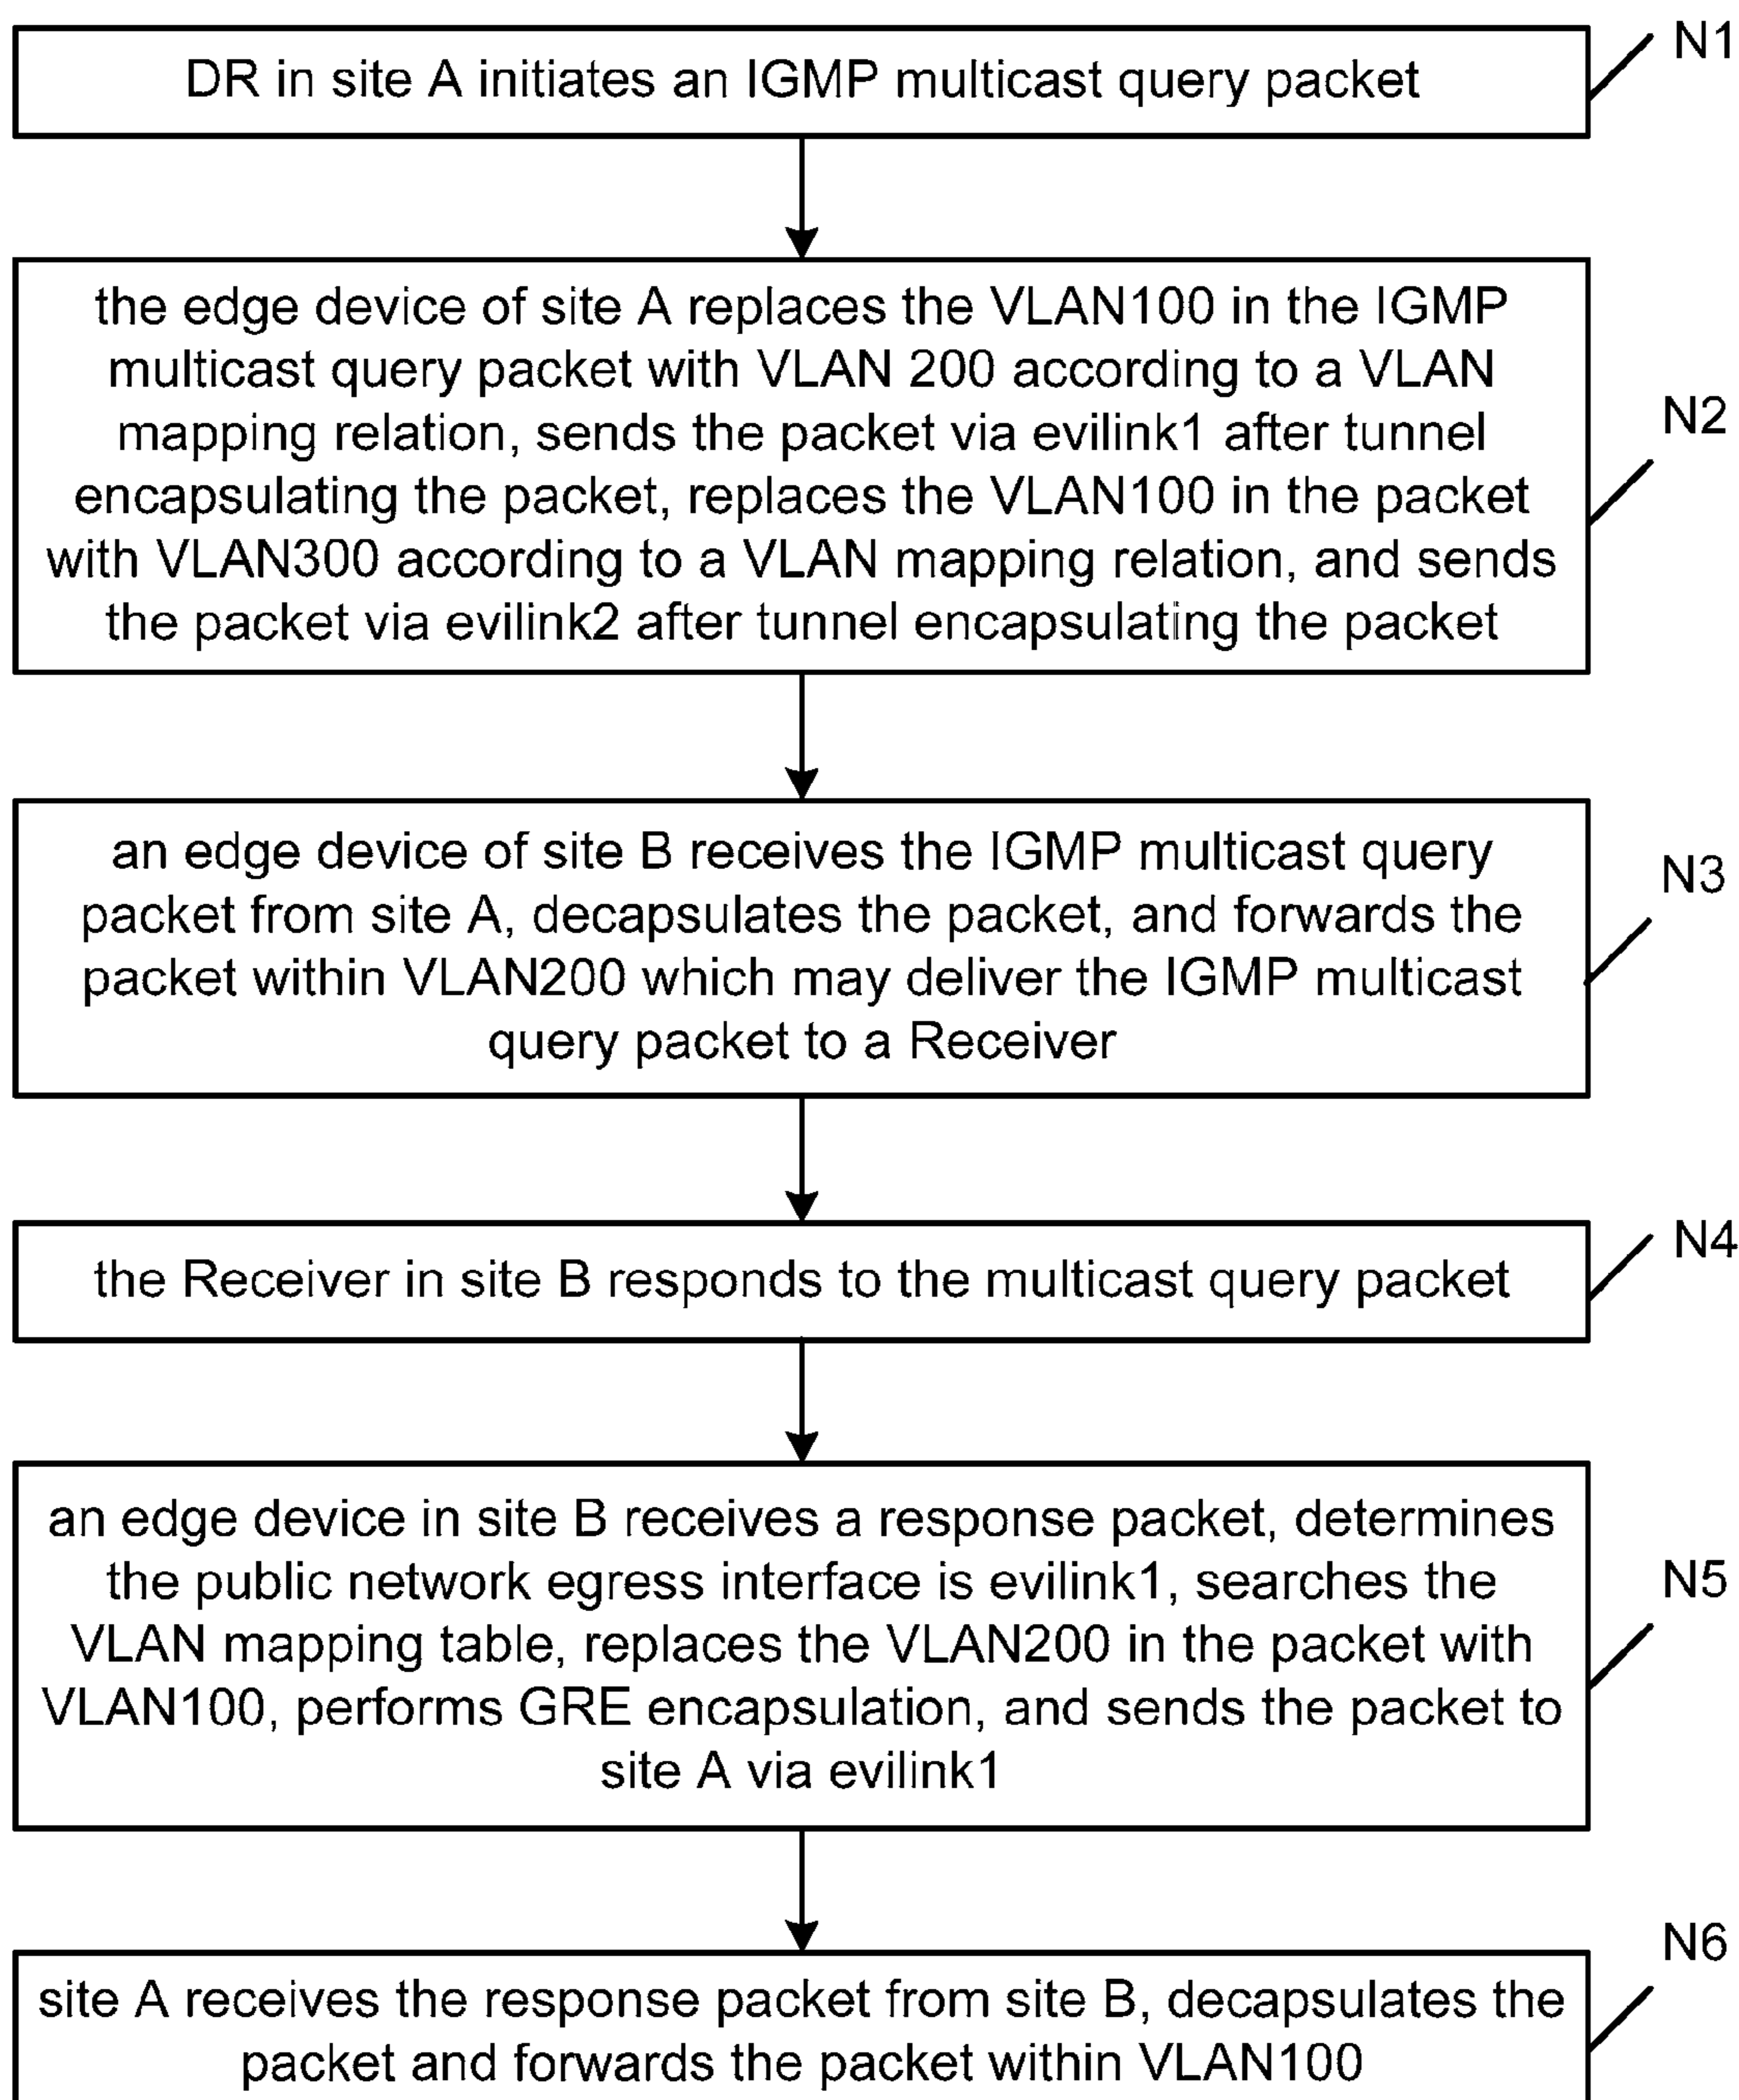 DR in site A initiates an IGMP multicast query packet
N1
the edge device of site A replaces the VLAN100 in the IGMP
multicast query packet with VLAN 200 according to a VLAN
mapping relation, sends the packet via evilink1 after tunnel
encapsulating the packet, replaces the VLAN100 in the packet
with VLAN300 according to a VLAN mapping relation, and sends
the packet via evilink2 after tunnel encapsulating the packet
N2
an edge device of site B receives the IGMP multicast query
packet from site A, decapsulates the packet, and forwards the
packet within VLAN200 which may deliver the IGMP multicast
query packet to a Receiver
N3
the Receiver in site B responds to the multicast query packet
N4
an edge device in site B receives a response packet, determines
the public network egress interface is evilink1, searches the
VLAN mapping table, replaces the VLAN200 in the packet with
VLAN100, performs GRE encapsulation, and sends the packet to
site A via evilink1
N5
site A receives the response packet from site B, decapsulates the
packet and forwards the packet within VLAN100
N6